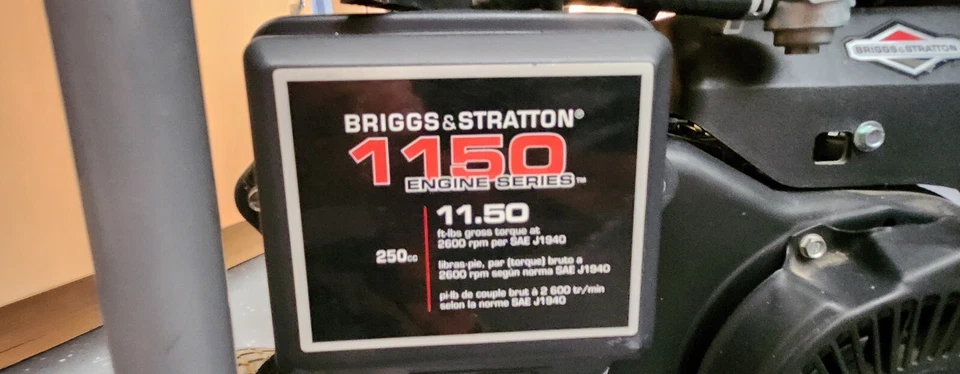 BRIGGS & STRATTON®
1150
ENGINE SERIES™
11.50
ft-lbs gross torque at
2600 rpm per SAE J1940
250cc
libras-pie, par (torque) bruto a
2600 rpm según norma SAE J1940
pi-lb de couple brut à 2 600 tr/min
selon la norme SAE J1940
BRIGGS & STRATTON